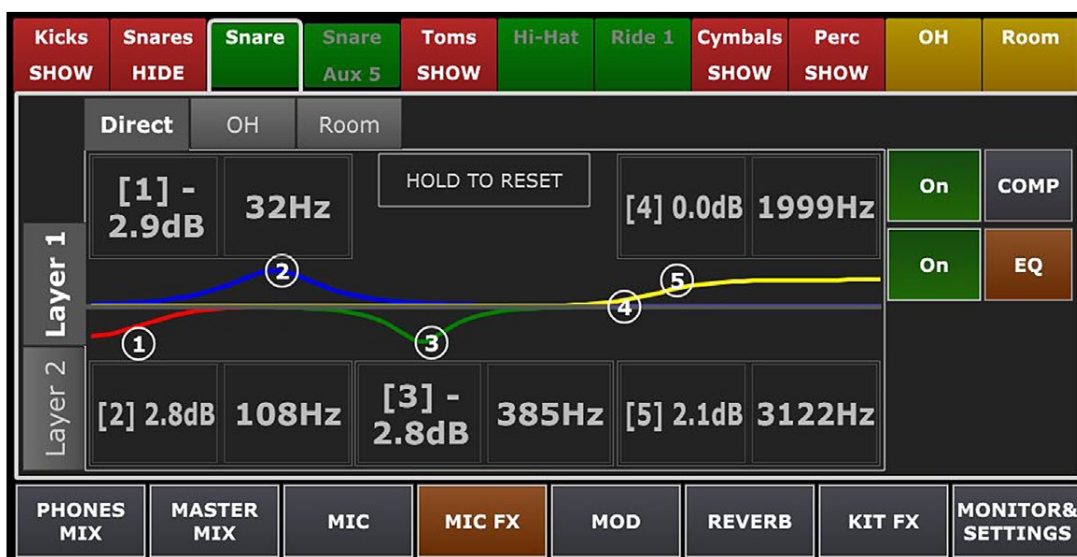 Kicks Snares Snare Snare Toms Hi-Hat Ride 1 Cymbals Perc OH Room
SHOW HIDE Aux 5 SHOW SHOW SHOW
Direct OH Room
[1] - 32Hz HOLD TO RESET [4] 0.0dB 1999Hz On COMP
2.9dB
Layer 1
On EQ
2
5
4
1 3
Layer 2
[2] 2.8dB 108Hz [3] - 385Hz [5] 2.1dB 3122Hz
2.8dB
PHONES MASTER MIC MIC FX MOD REVERB KIT FX MONITOR&
MIX MIX SETTINGS